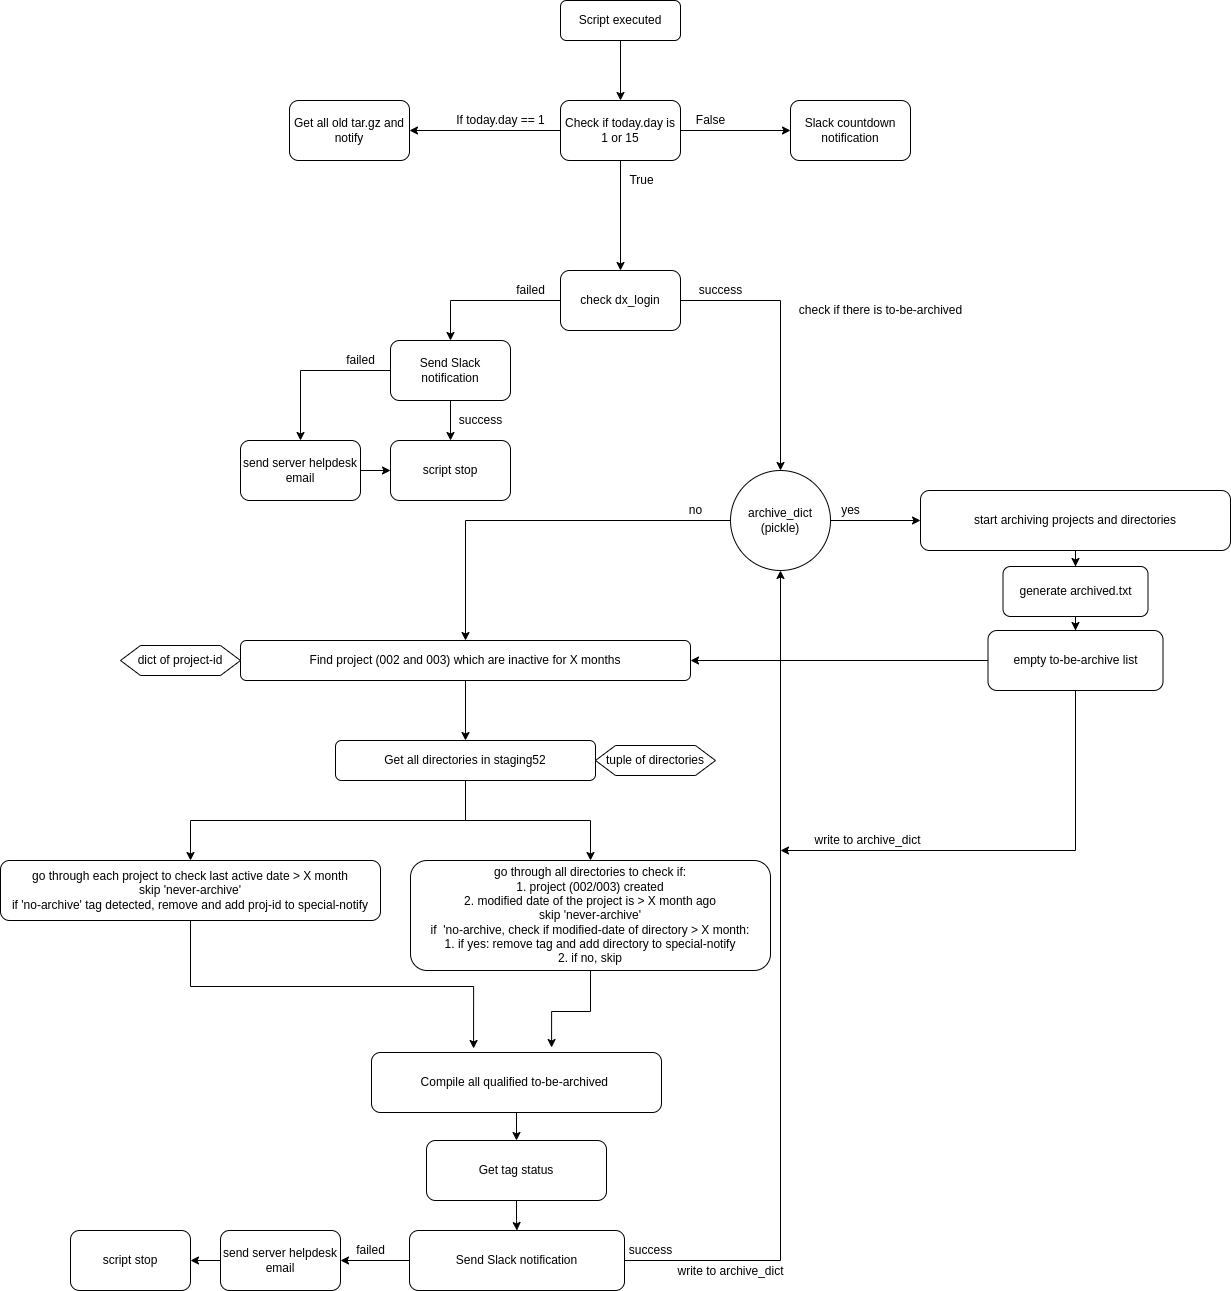 Script executed
If today.day == 1
False
Get all old tar.gz and
notify
Check if today.day is
1 or 15
Slack countdown
notification
True
failed
success
check dx_login
check if there is to-be-archived
failed
Send Slack
notification
success
send server helpdesk
email
script stop
no
archive_dict
(pickle)
yes
start archiving projects and directories
generate archived.txt
dict of project-id
Find project (002 and 003) which are inactive for X months
empty to-be-archive list
Get all directories in staging52
tuple of directories
write to archive_dict
go through each project to check last active date > X month
skip 'never-archive'
if 'no-archive' tag detected, remove and add proj-id to special-notify
go through all directories to check if:
1. project (002/003) created
2. modified date of the project is > X month ago
skip 'never-archive'
if  'no-archive, check if modified-date of directory > X month:
1. if yes: remove tag and add directory to special-notify
2. if no, skip
Compile all qualified to-be-archived
Get tag status
script stop
send server helpdesk
email
failed
Send Slack notification
success
write to archive_dict